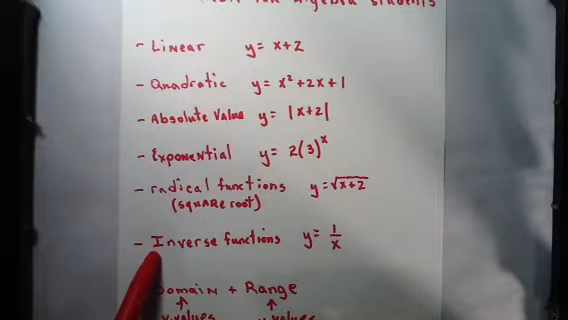 for Algebra Students
- Linear y = x+2
- Quadratic y = x² + 2x + 1
- Absolute Value y = |x+2|
- Exponential y = 2(3)ˣ
- radical functions y = √x+2
(square root)
- Inverse functions y = 1/x
Domain + Range
↑ ↑
x-values y-values